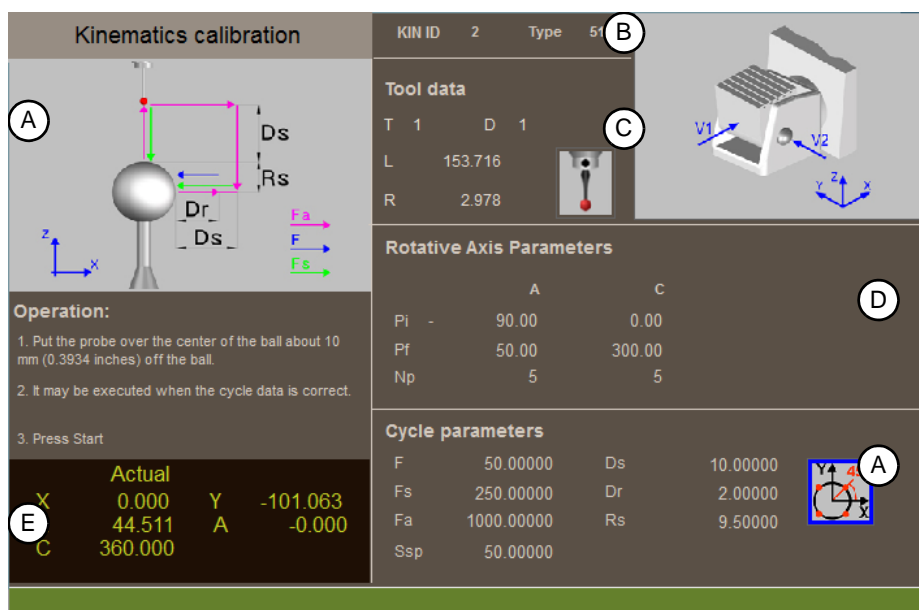 Kinematics calibration
KIN ID 2 Type 51
B
A
Ds
Rs
Dr
Ds
Fa
F
Fs
Z
X
Tool data
T 1 D 1
C
L 153.716
R 2.978
V1
V2
Z
Y
X
Rotative Axis Parameters
A C
D
Pi - 90.00 0.00
Pf 50.00 300.00
Np 5 5
Operation:
1. Put the probe over the center of the ball about 10
mm (0.3934 inches) off the ball.
2. It may be executed when the cycle data is correct.
3. Press Start
Cycle parameters
F 50.00000 Ds 10.00000
Fs 250.00000 Dr 2.00000
Fa 1000.00000 Rs 9.50000
Ssp 50.00000
A
Y
X
Actual
X 0.000 Y -101.063
E
44.511 A -0.000
C 360.000